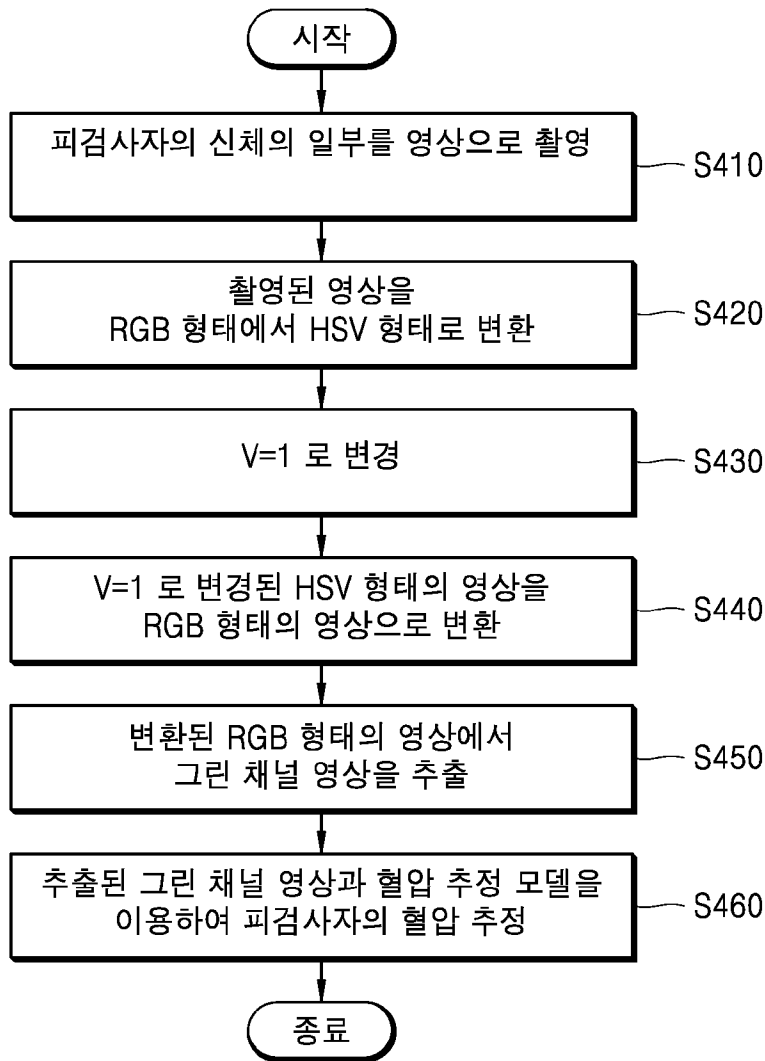 시작
피검사자의 신체의 일부를 영상으로 촬영
S410
촬영된 영상을
RGB 형태에서 HSV 형태로 변환
S420
V=1 로 변경
S430
V=1 로 변경된 HSV 형태의 영상을
RGB 형태의 영상으로 변환
S440
변환된 RGB 형태의 영상에서
그린 채널 영상을 추출
S450
추출된 그린 채널 영상과 혈압 추정 모델을
이용하여 피검사자의 혈압 추정
S460
종료